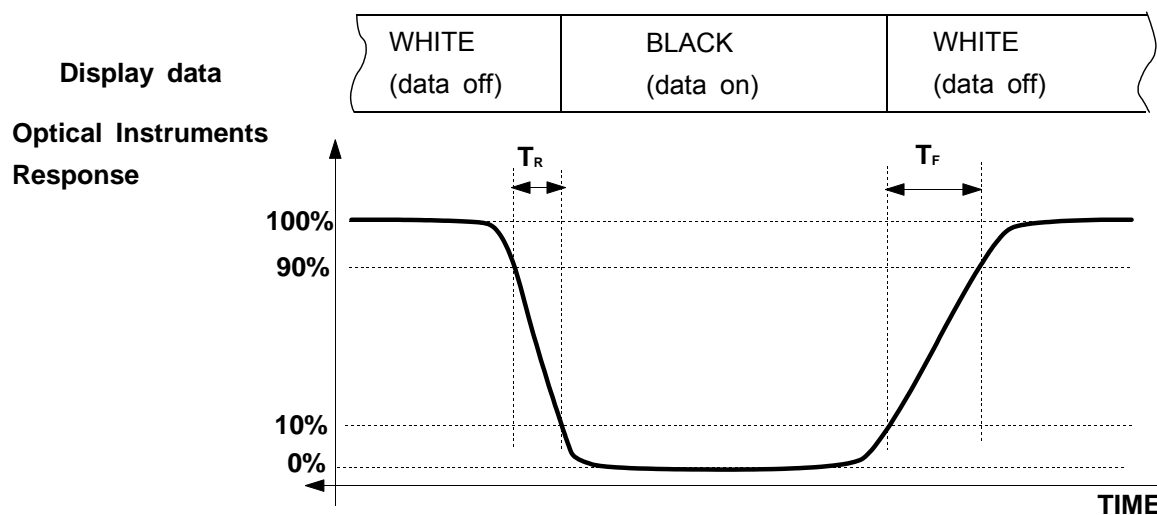 WHITE BLACK WHITE
Display data
(data off) (data on) (data off)
Optical Instruments
Response
TR TF
100%
90%
10%
0%
TIME